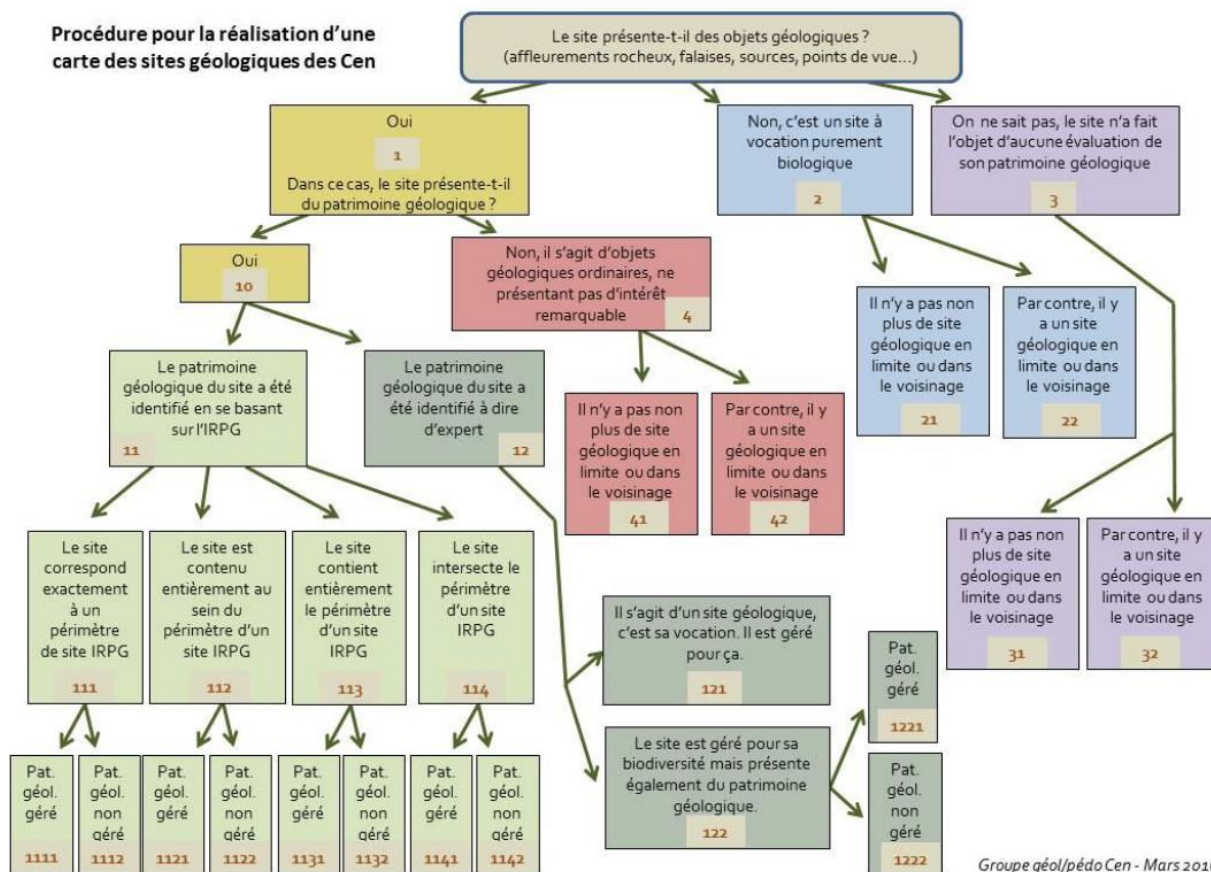 Procédure pour la réalisation d'une
carte des sites géologiques des Cen
Le site présente-t-il des objets géologiques ?
(affleurements rocheux, falaises, sources, points de vue...)
Oui
1
Dans ce cas, le site présente-t-il
du patrimoine géologique ?
Non, c'est un site à
vocation purement
biologique
2
On ne sait pas, le site n'a fait
l'objet d'aucune évaluation de
son patrimoine géologique
3
Oui
10
Non, il s'agit d'objets
géologiques ordinaires, ne
présentant pas d'intérêt
remarquable
4
Il n'y a pas non
plus de site
géologique en
limite ou dans
le voisinage
21
Par contre, il y
a un site
géologique en
limite ou dans
le voisinage
22
Le patrimoine
géologique du site a été
identifié en se basant
sur l'IRPG
11
Le patrimoine
géologique du site a
été identifié à dire
d'expert
12
Il n'y a pas non
plus de site
géologique en
limite ou dans
le voisinage
41
Par contre, il y
a un site
géologique en
limite ou dans
le voisinage
42
Il n'y a pas non
plus de site
géologique en
limite ou dans
le voisinage
31
Par contre, il y
a un site
géologique en
limite ou dans
le voisinage
32
Le site
correspond
exactement
à un
périmètre
de site IRPG
111
Le site est
contenu
entièrement au
sein du
périmètre d'un
site IRPG
112
Le site
contient
entièrement
le périmètre
d'un site
IRPG
113
Le site
intersecte le
périmètre
d'un site
IRPG
114
Il s'agit d'un site géologique,
c'est sa vocation. Il est géré
pour ça.
121
Le site est géré pour sa
biodiversité mais présente
également du patrimoine
géologique.
122
Pat.
géol.
géré
1221
Pat.
géol.
non
géré
1222
Pat.
géol.
géré
1111
Pat.
géol.
non
géré
1112
Pat.
géol.
géré
1121
Pat.
géol.
non
géré
1122
Pat.
géol.
géré
1131
Pat.
géol.
non
géré
1132
Pat.
géol.
géré
1141
Pat.
géol.
non
géré
1142
Groupe géol/pédo Cen - Mars 2016